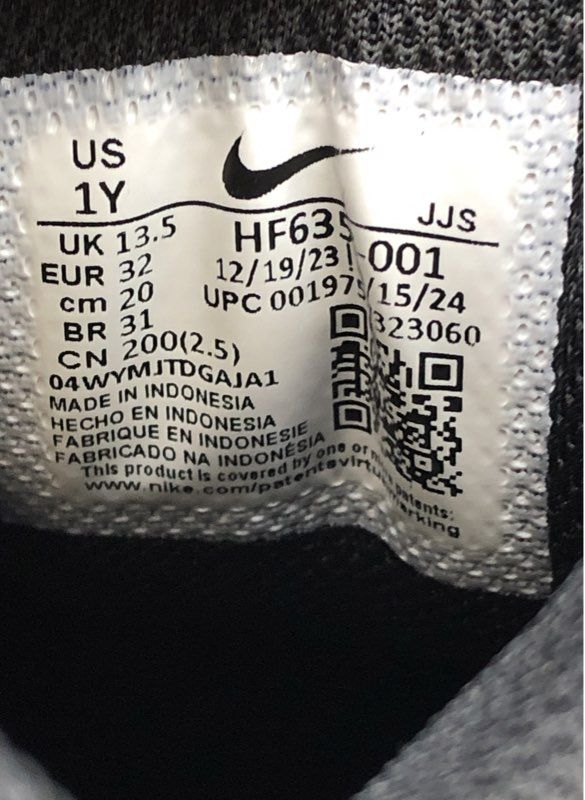 US
1Y
JJS
UK 13.5
EUR 32
cm 20
BR 31
CN 200(2.5)
HF635 -001
12/19/23 /15/24
UPC 001975 323060
04WYMJTDGAJA1
MADE IN INDONESIA
HECHO EN INDONESIA
FABRIQUE EN INDONESIE
FABRICADO NA INDONÉSIA
This product is covered by one or patents:
www.nike.com/patents